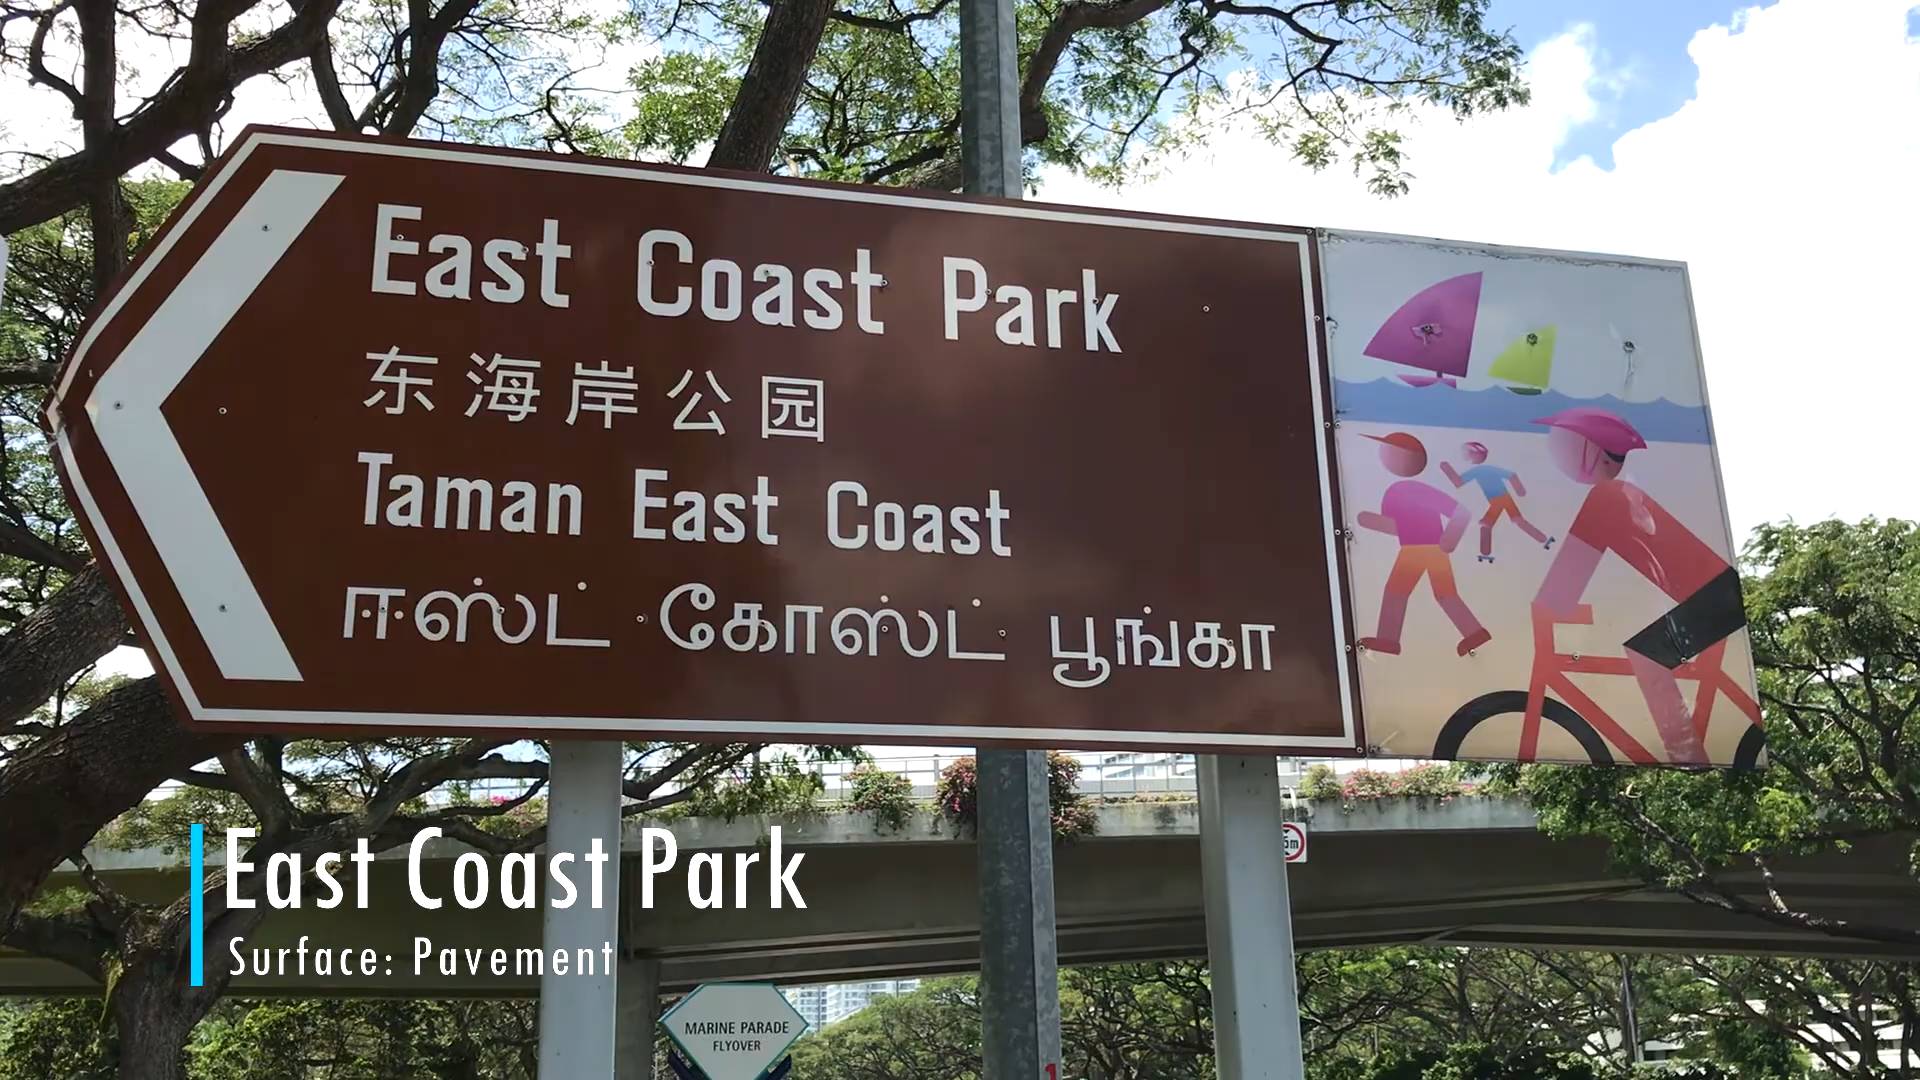 East Coast Park
东海岸公园
Taman East Coast
ஈஸ்ட் கோஸ்ட் பூங்கா
East Coast Park
Surface: Pavement
MARINE PARADE
FLYOVER